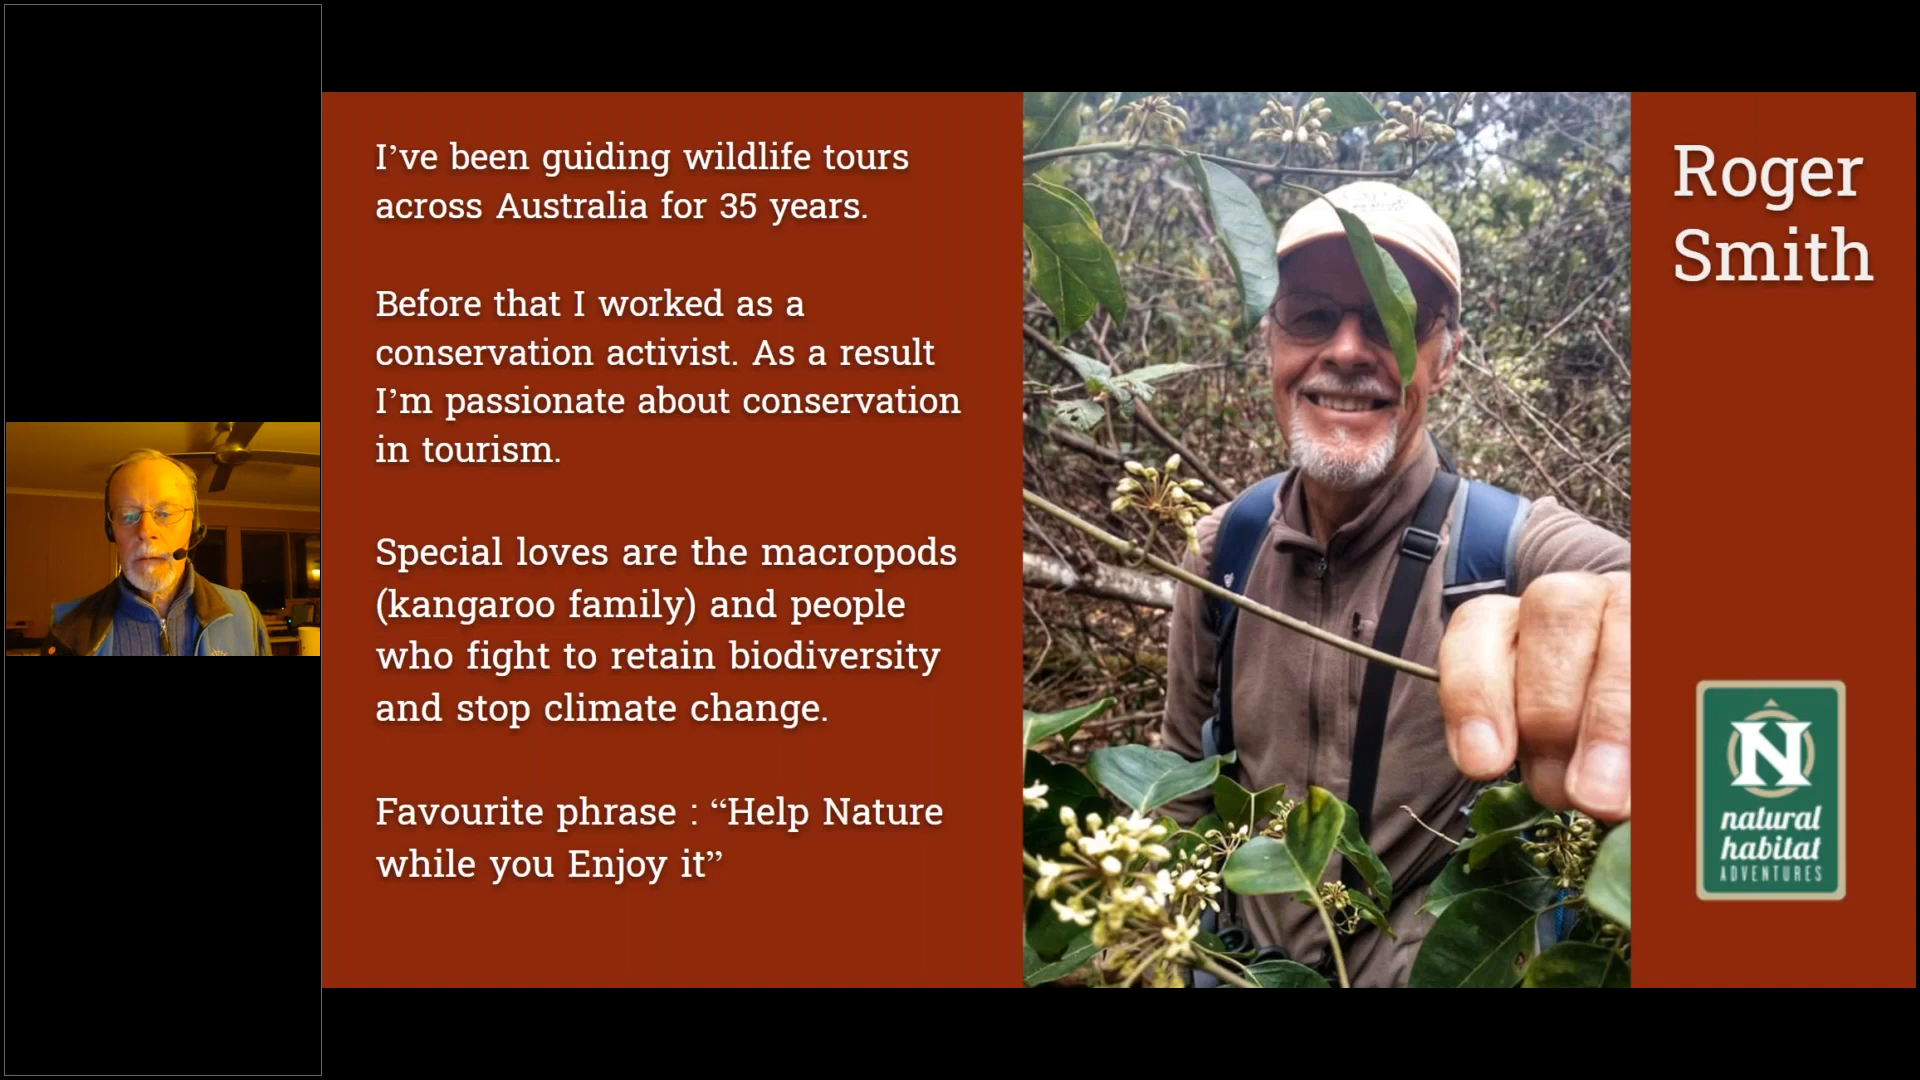 I’ve been guiding wildlife tours
across Australia for 35 years.
Before that I worked as a
conservation activist. As a result
I’m passionate about conservation
in tourism.
Special loves are the macropods
(kangaroo family) and people
who fight to retain biodiversity
and stop climate change.
Favourite phrase : “Help Nature
while you Enjoy it”
Roger
Smith
N
natural
habitat
ADVENTURES